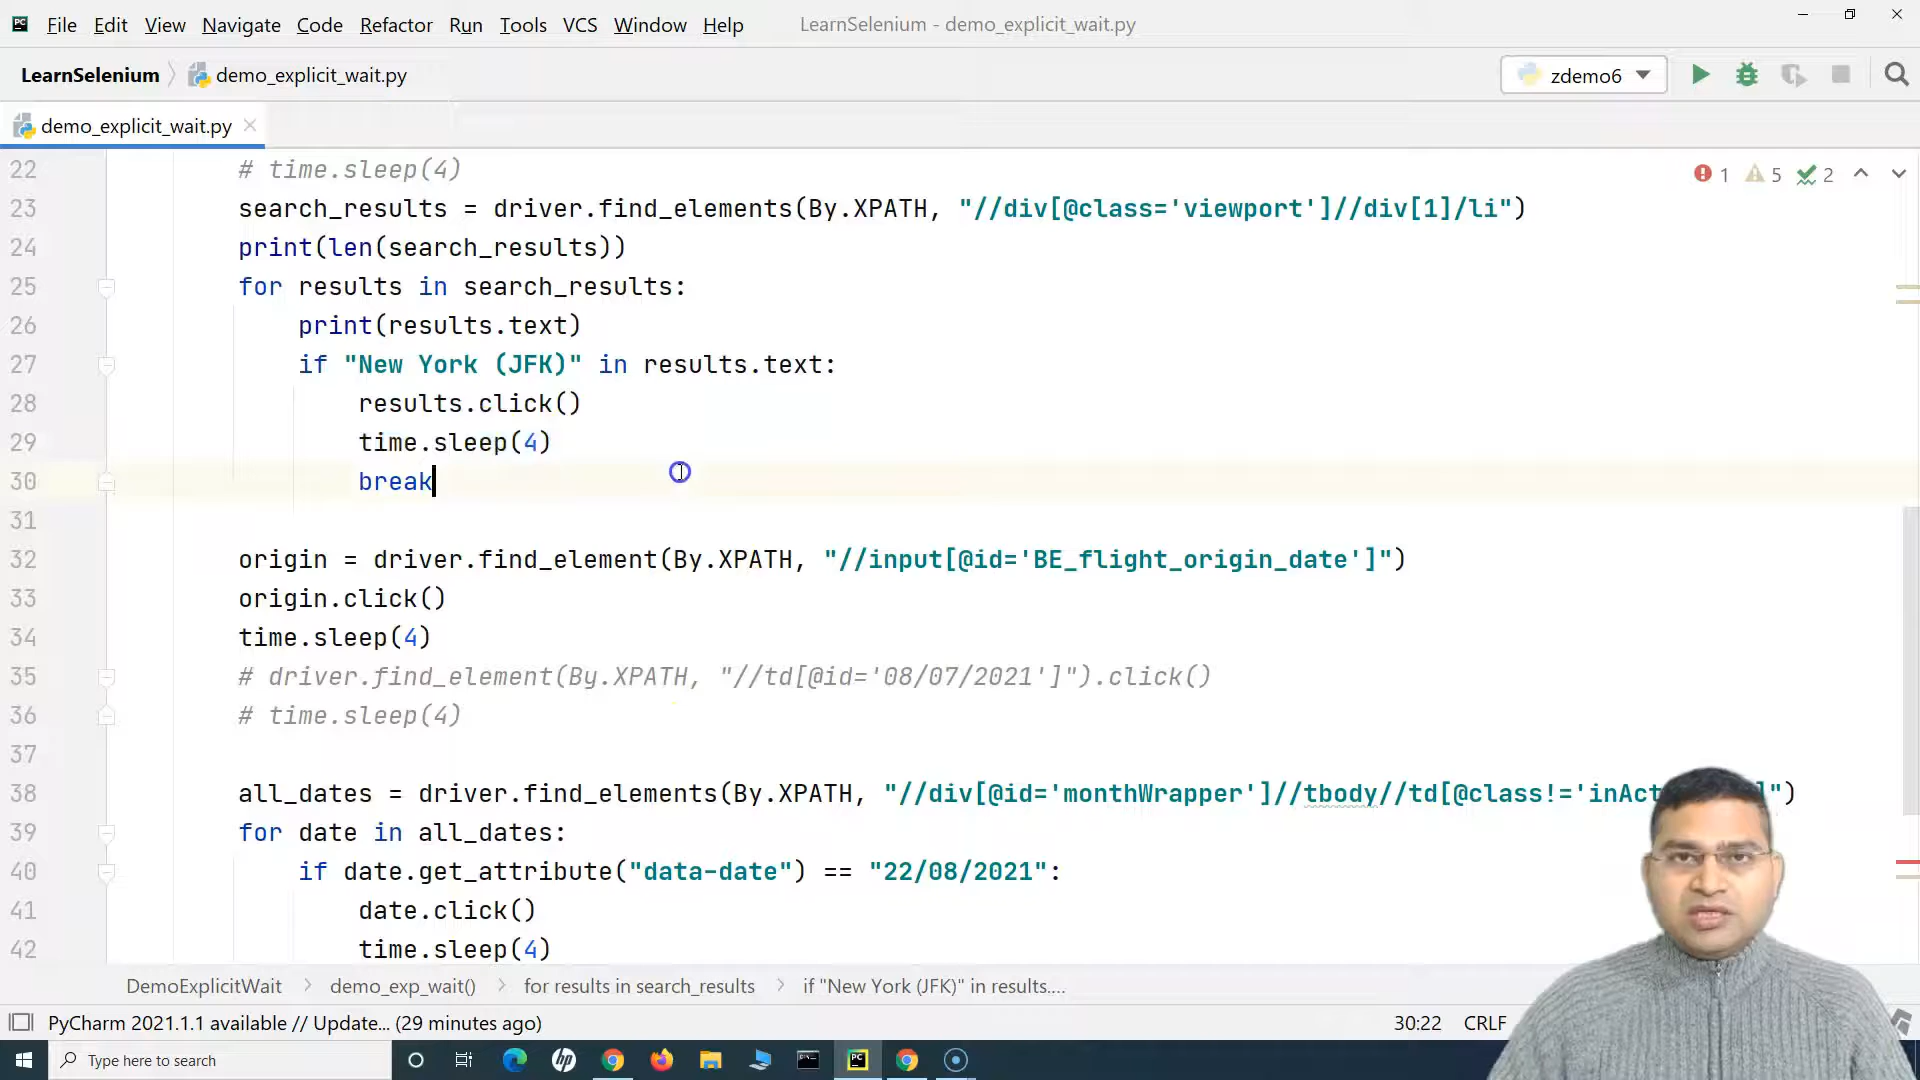 File Edit View Navigate Code Refactor Run Tools VCS Window Help LearnSelenium - demo_explicit_wait.py
LearnSelenium demo_explicit_wait.py zdemo6
demo_explicit_wait.py
22 # time.sleep(4) 1 5 2
23 search_results = driver.find_elements(By.XPATH, "//div[@class='viewport']//div[1]/li")
24 print(len(search_results))
25 for results in search_results:
26 print(results.text)
27 if "New York (JFK)" in results.text:
28 results.click()
29 time.sleep(4)
30 break
31
32 origin = driver.find_element(By.XPATH, "//input[@id='BE_flight_origin_date']")
33 origin.click()
34 time.sleep(4)
35 # driver.find_element(By.XPATH, "//td[@id='08/07/2021']").click()
36 # time.sleep(4)
37
38 all_dates = driver.find_elements(By.XPATH, "//div[@id='monthWrapper']//tbody//td[@class!='inAct ]")
39 for date in all_dates:
40 if date.get_attribute("data-date") == "22/08/2021":
41 date.click()
42 time.sleep(4)
DemoExplicitWait demo_exp_wait() for results in search_results if "New York (JFK)" in results....
PyCharm 2021.1.1 available // Update... (29 minutes ago) 30:22 CRLF
Type here to search